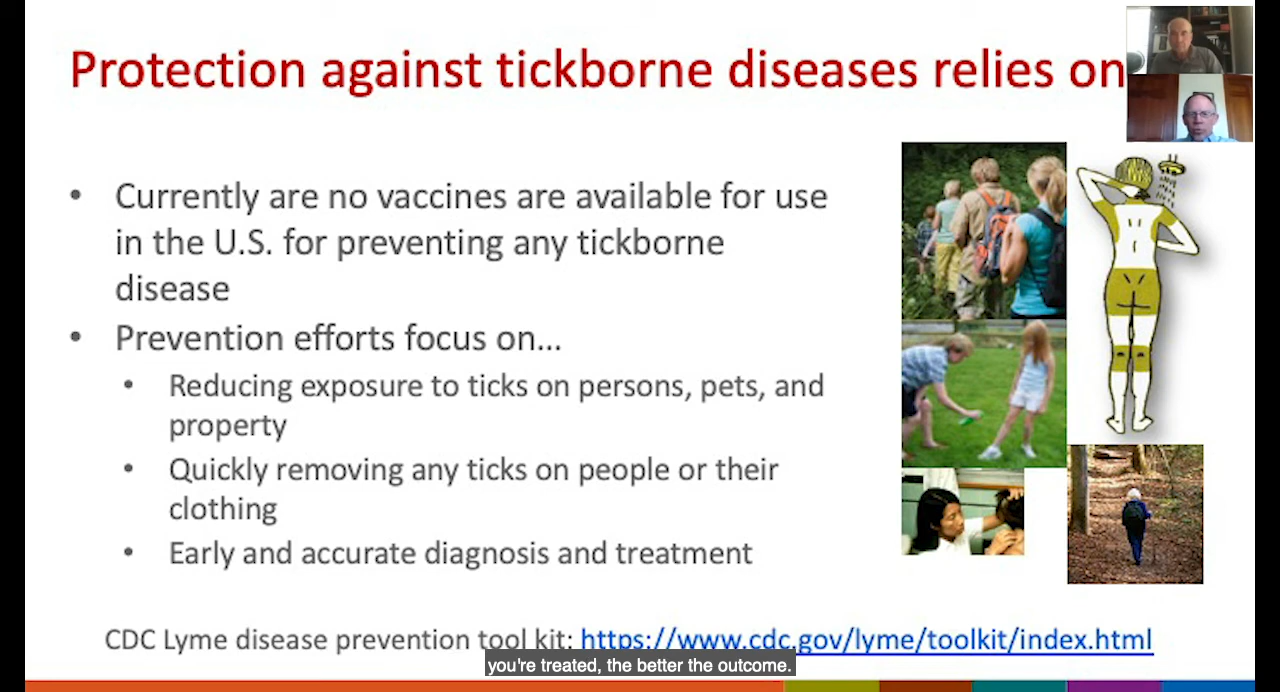 Protection against tickborne diseases relies on
• Currently are no vaccines are available for use
in the U.S. for preventing any tickborne
disease
• Prevention efforts focus on...
• Reducing exposure to ticks on persons, pets, and
property
• Quickly removing any ticks on people or their
clothing
• Early and accurate diagnosis and treatment
CDC Lyme disease prevention tool kit: https://www.cdc.gov/lyme/toolkit/index.html
you're treated, the better the outcome.